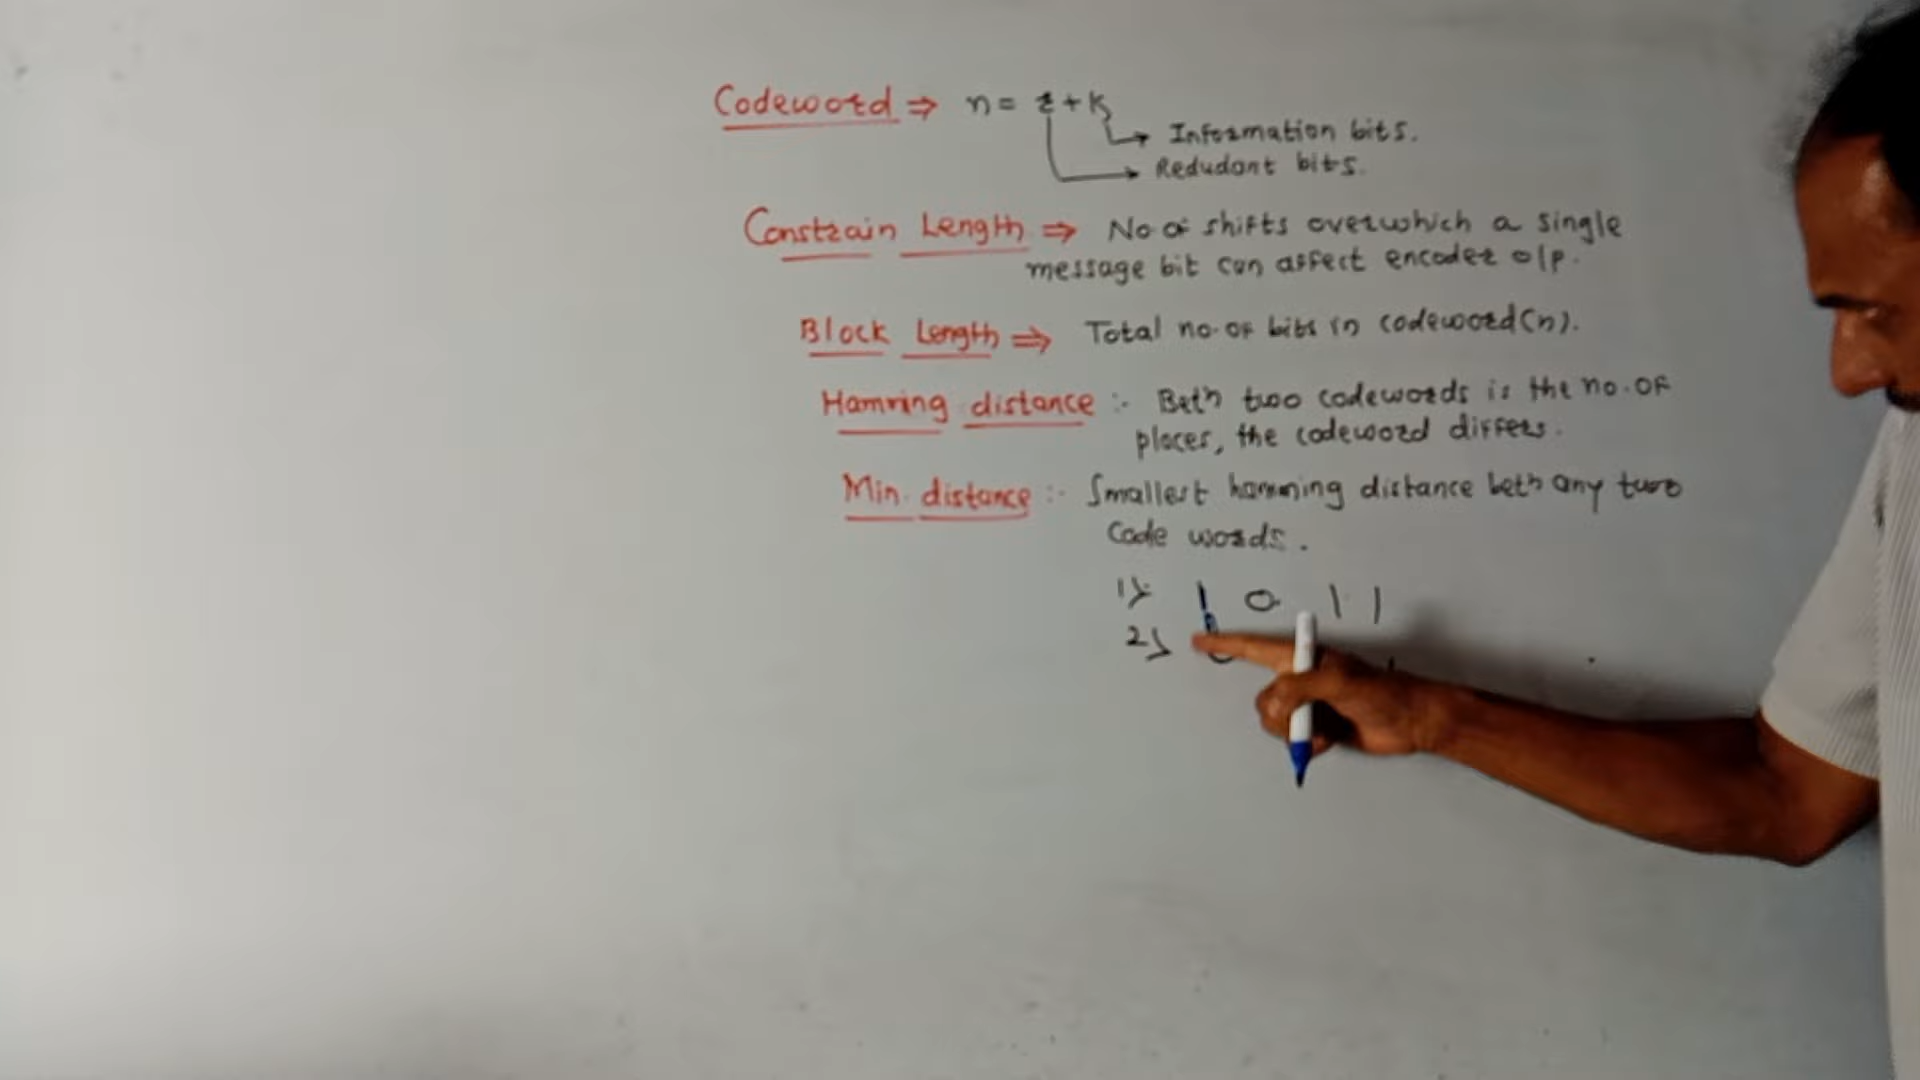 Codeword ⇒ n = r + k
→ Information bits.
→ Redudant bits.
Constrain Length ⇒ No of shifts overwhich a single
message bit can affect encoder o/p.
Block Length ⇒ Total no. of bits in codeword(n).
Hamming distance :- Betn two codewords is the no. of
places, the codeword differs.
Min. distance :- Smallest hamming distance betn any two
Code words.
1) 1 0 1 1
2)